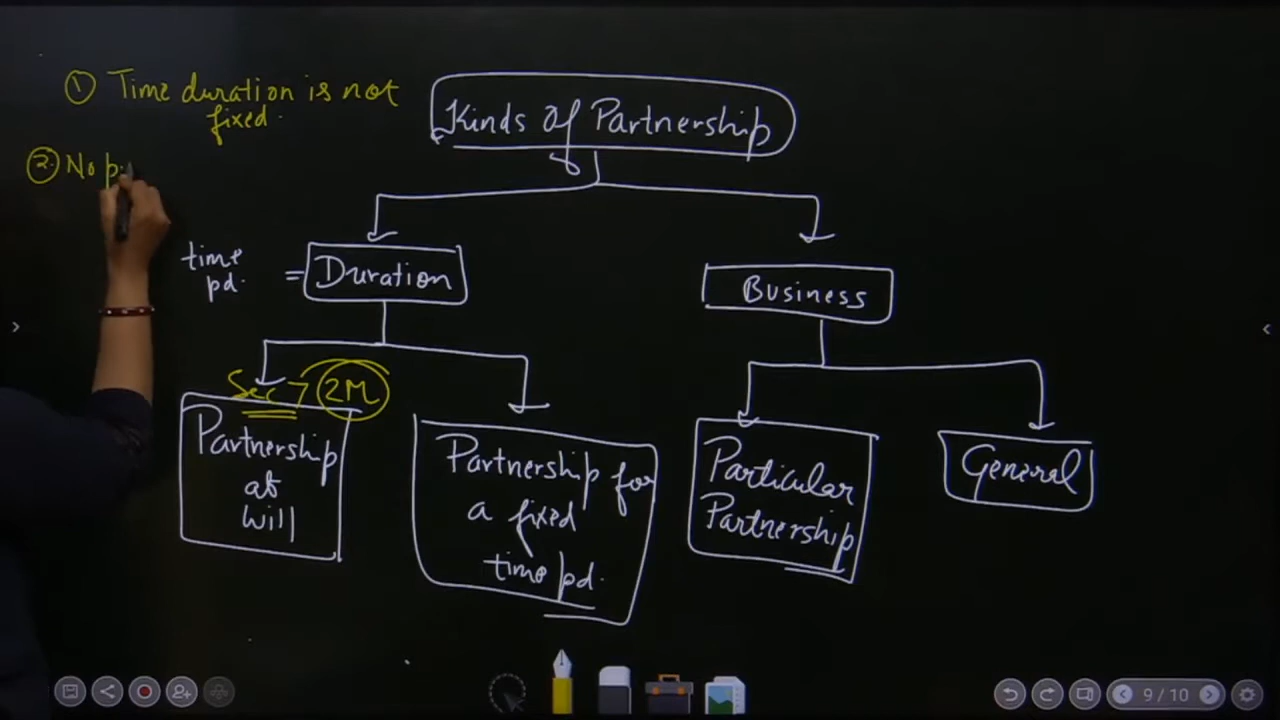 ① Time duration is not
fixed.
② No p
Kinds Of Partnership
time
pd. = Duration
Business
Sec 7 2M
Partnership
at
Will
Partnership for
a fixed
time pd.
Particular
Partnership
General
9 / 10